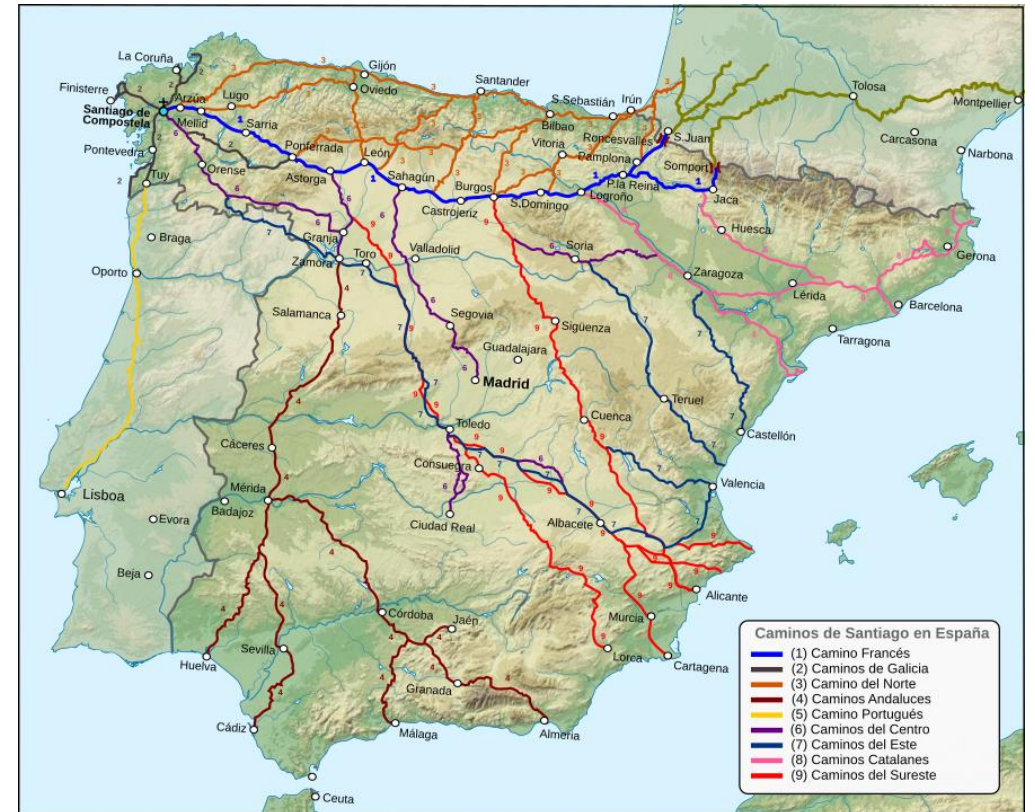 La Coruña
Gijón
Oviedo
Santander
S.Sebastián
Irún
Bilbao
Roncesvalles
S.Juan
Tolosa
Montpellier
Carcasona
Narbona
Finisterre
Santiago de
Compostela
Arzúa
Mellid
Lugo
Sarria
Ponferrada
León
Vitoria
Pamplona
Somport
Pontevedra
Orense
Astorga
Sahagún
Burgos
P.la Reina
Jaca
Tuy
Castrojeriz
S.Domingo
Logroño
Braga
Granja
Valladolid
Soria
Huesca
Gerona
Oporto
Zamora
Toro
Zaragoza
Lérida
Barcelona
Salamanca
Segovia
Sigüenza
Tarragona
Guadalajara
Madrid
Teruel
Cuenca
Castellón
Toledo
Cáceres
Consuegra
Lisboa
Mérida
Badajoz
Valencia
Evora
Ciudad Real
Albacete
Beja
Alicante
Córdoba
Jaén
Murcia
Huelva
Sevilla
Lorca
Cartagena
Granada
Cádiz
Málaga
Almería
Ceuta
Caminos de Santiago en España
(1) Camino Francés
(2) Caminos de Galicia
(3) Camino del Norte
(4) Caminos Andaluces
(5) Camino Portugués
(6) Caminos del Centro
(7) Caminos del Este
(8) Caminos Catalanes
(9) Caminos del Sureste